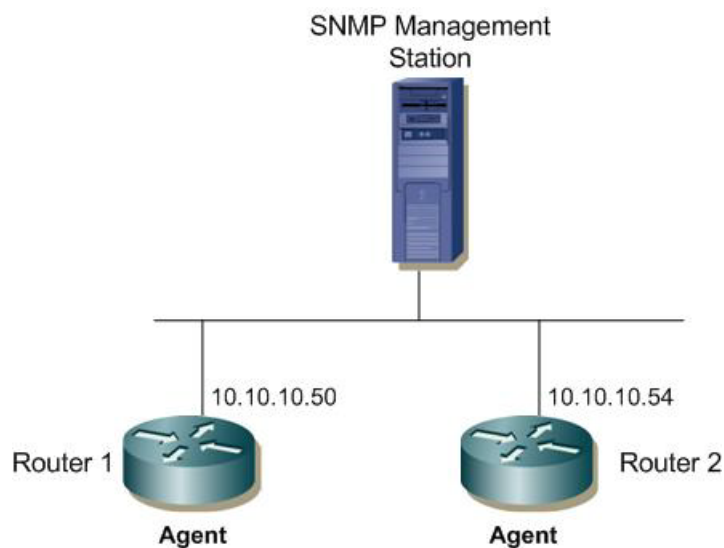 SNMP Management
Station
10.10.10.50
10.10.10.54
Router 1
Router 2
Agent
Agent